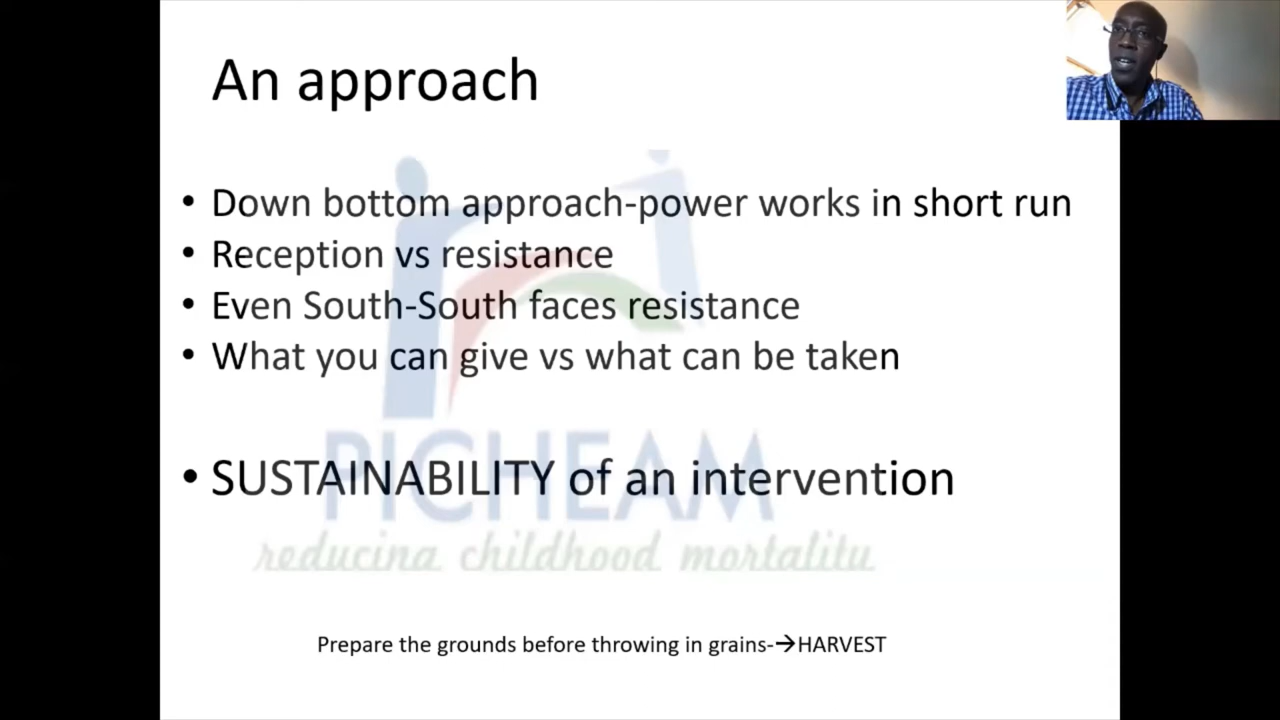 An approach
• Down bottom approach-power works in short run
• Reception vs resistance
• Even South-South faces resistance
• What you can give vs what can be taken
• SUSTAINABILITY of an intervention
PICHEAM
reducing childhood mortality
Prepare the grounds before throwing in grains-→HARVEST